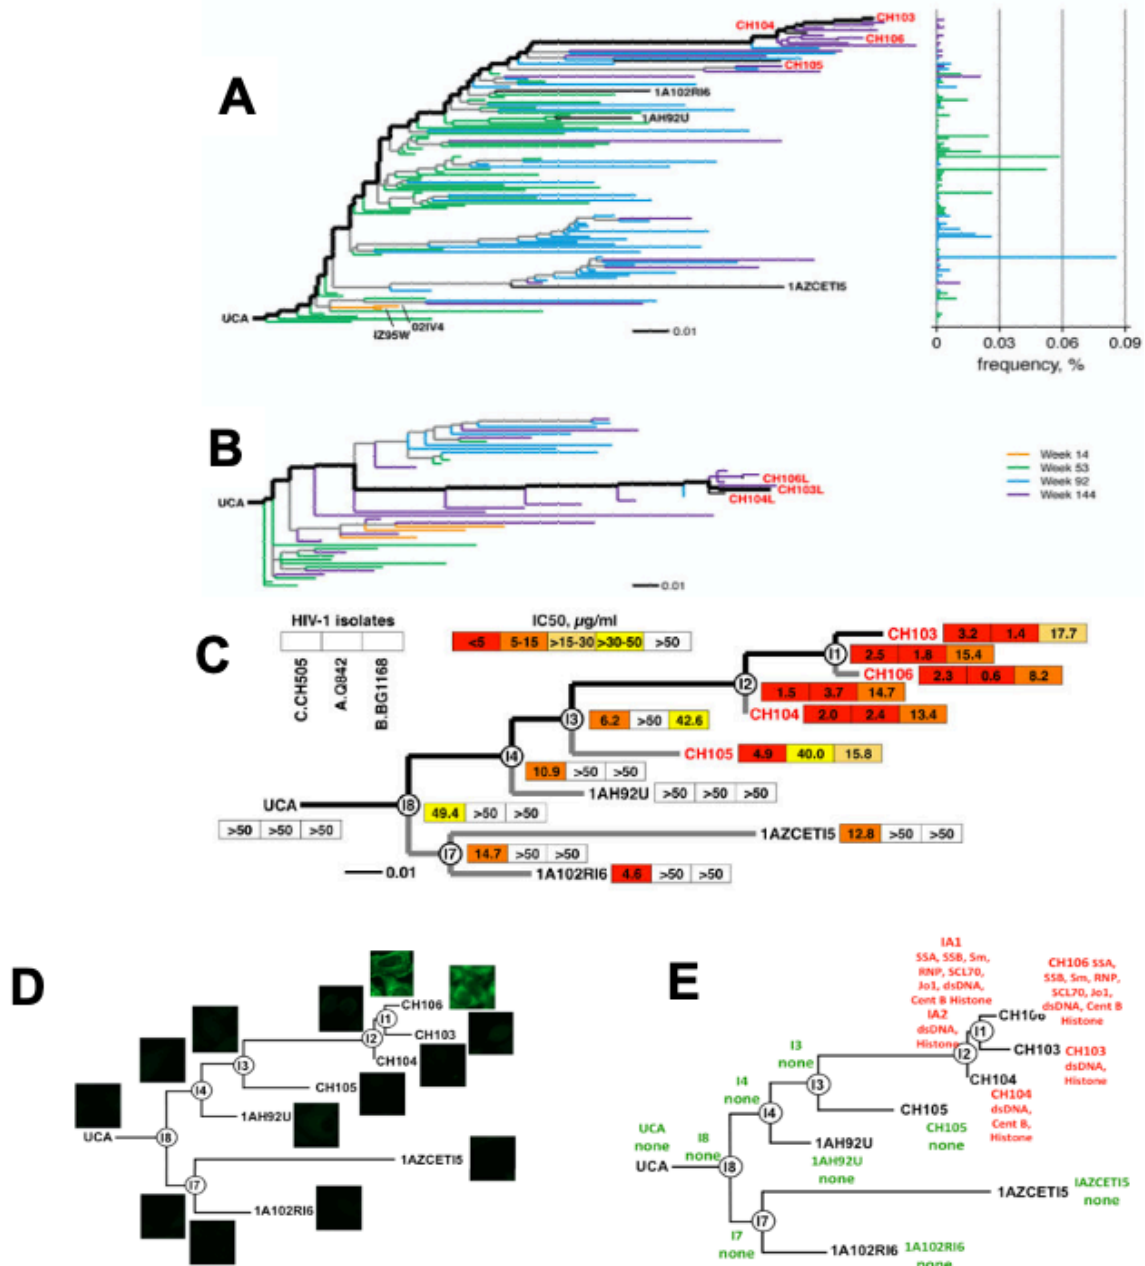 A
CH103
CH104
CH106
CH105
1A102RI6
1AH92U
1AZCETI5
UCA
02IV4
IZ95W
0.01
0 0.03 0.06 0.09
frequency, %
B
UCA
CH106L
CH103L
CH104L
Week 14
Week 53
Week 92
Week 144
0.01
C
HIV-1 isolates
C.CH505
A.Q842
B.BG1168
IC50, µg/ml
<5 5-15 >15-30 >30-50 >50
CH103 3.2 1.4 17.7
I1 2.5 1.8 15.4
CH106 2.3 0.6 8.2
I2 1.5 3.7 14.7
CH104 2.0 2.4 13.4
I3 6.2 >50 42.6
CH105 4.9 40.0 15.8
I4 10.9 >50 >50
1AH92U >50 >50 >50
UCA
>50 >50 >50
I8 49.4 >50 >50
1AZCETI5 12.8 >50 >50
I7 14.7 >50 >50
1A102RI6 4.6 >50 >50
0.01
D
CH106
I1
CH103
I2
CH104
I3
CH105
I4
1AH92U
UCA
I8
1AZCETI5
I7
1A102RI6
E
IA1
SSA, SSB, Sm,
RNP, SCL70,
Jo1, dsDNA,
Cent B Histone
IA2
dsDNA,
Histone
CH106 SSA,
SSB, Sm, RNP,
SCL70, Jo1,
dsDNA, Cent B
Histone
CH106
I1
CH103
CH103
dsDNA,
Histone
I2
CH104
CH104
dsDNA,
Cent B,
Histone
I3
none
I3
CH105
CH105
none
I4
none
I4
1AH92U
1AH92U
none
UCA
none
UCA
I8
none
I8
1AZCETI5
IAZCETI5
none
I7
I7
none
1A102RI6
1A102RI6
none